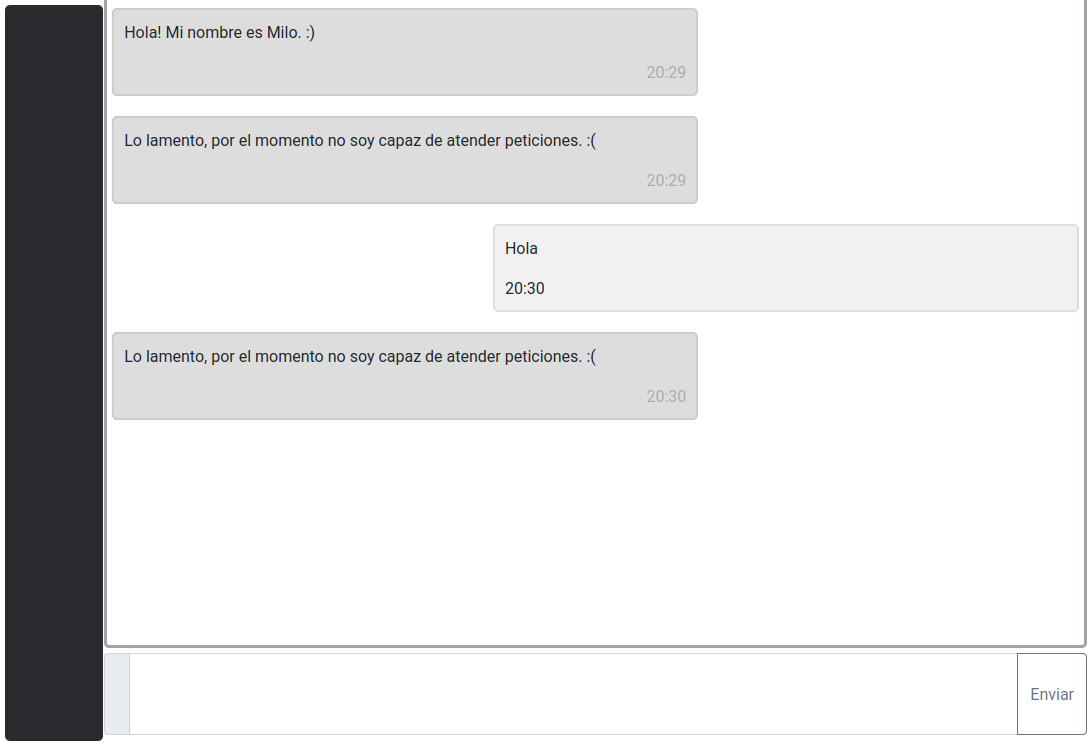 Hola! Mi nombre es Milo. :)
20:29
Lo lamento, por el momento no soy capaz de atender peticiones. :(
20:29
Hola
20:30
Lo lamento, por el momento no soy capaz de atender peticiones. :(
20:30
Enviar